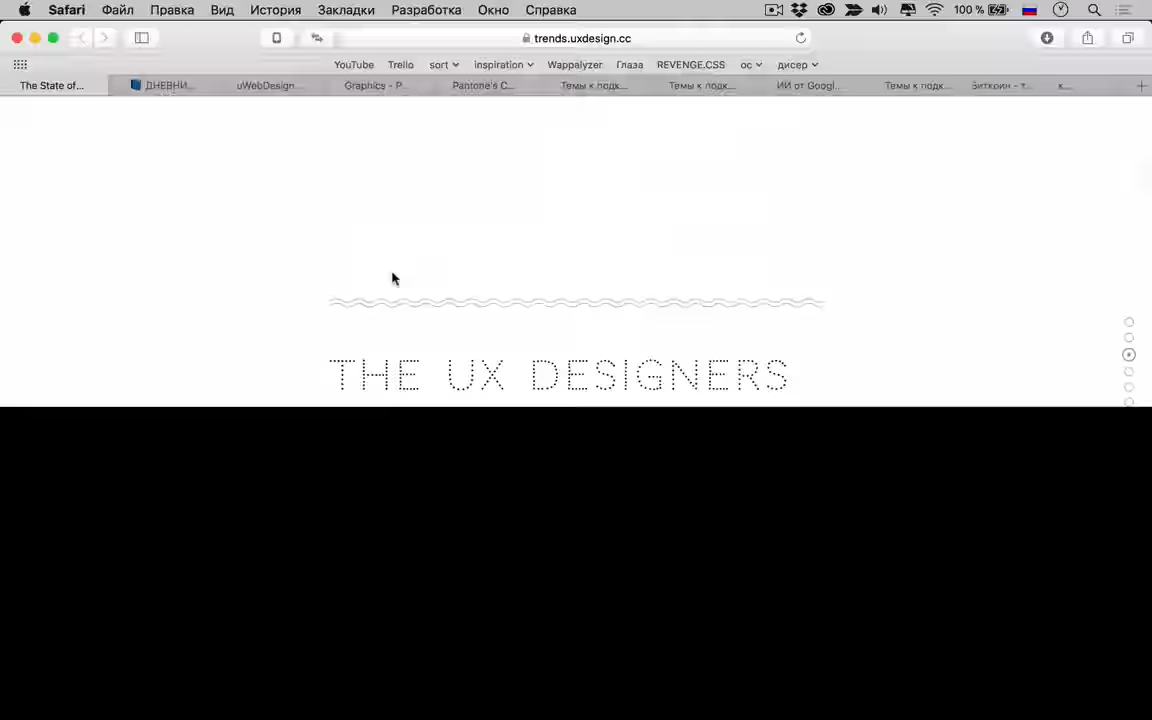 Safari Файл Правка Вид История Закладки Разработка Окно Справка 100 %
trends.uxdesign.cc
YouTube Trello sort inspiration Wappalyzer Глаза REVENGE.CSS ос дисер
The State of... ДНЕВНИ... uWebDesign... Graphics - P... Pantone's C... Темы к подк... Темы к подк... ИИ от Googl... Темы к подк... Биткоин - т... к...
THE UX DESIGNERS